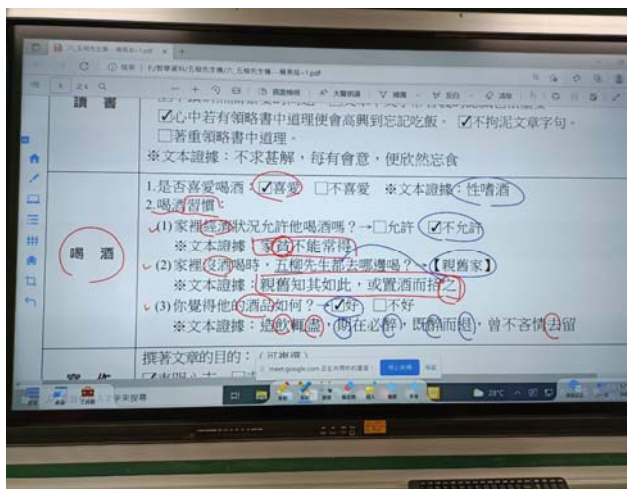 讀 書
☑心中若有領略書中道理便會高興到忘記吃飯。 ☑不拘泥文章字句。
☐著重書中道理。
※文本證據:不求甚解,每有會意,便欣然忘食
喝 酒
1.是否喜愛喝酒:☑喜愛 ☐不喜愛 ※文本證據:性嗜酒
2.喝酒習慣:
(1)家裡經濟狀況允許他喝酒嗎?→☐允許 ☑不允許
※文本證據:家貧不能常得
(2)家裡沒酒喝時,五柳先生都去哪邊喝?→【親舊家】
※文本證據:親舊知其如此,或置酒而招之
(3)你覺得他的酒品如何?→☑好 ☐不好
※文本證據:造飲輒盡,期在必醉,既醉而退,曾不吝情去留
撰著文章的目的:(可複選)
28°C